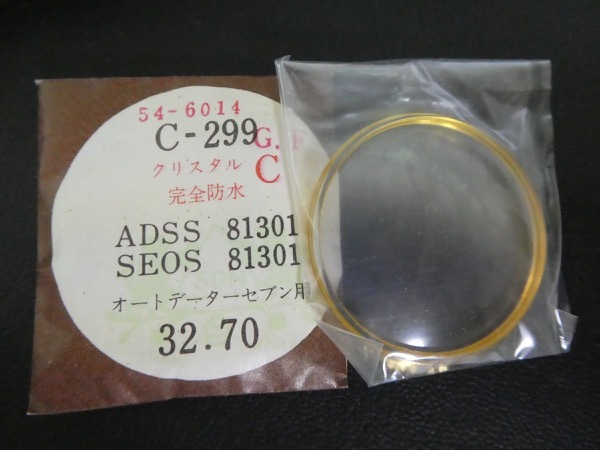 54-6014
C-299 G.F
クリスタル C
完全防水
ADSS 81301
SEOS 81301
オートデーターセブン用
32.70